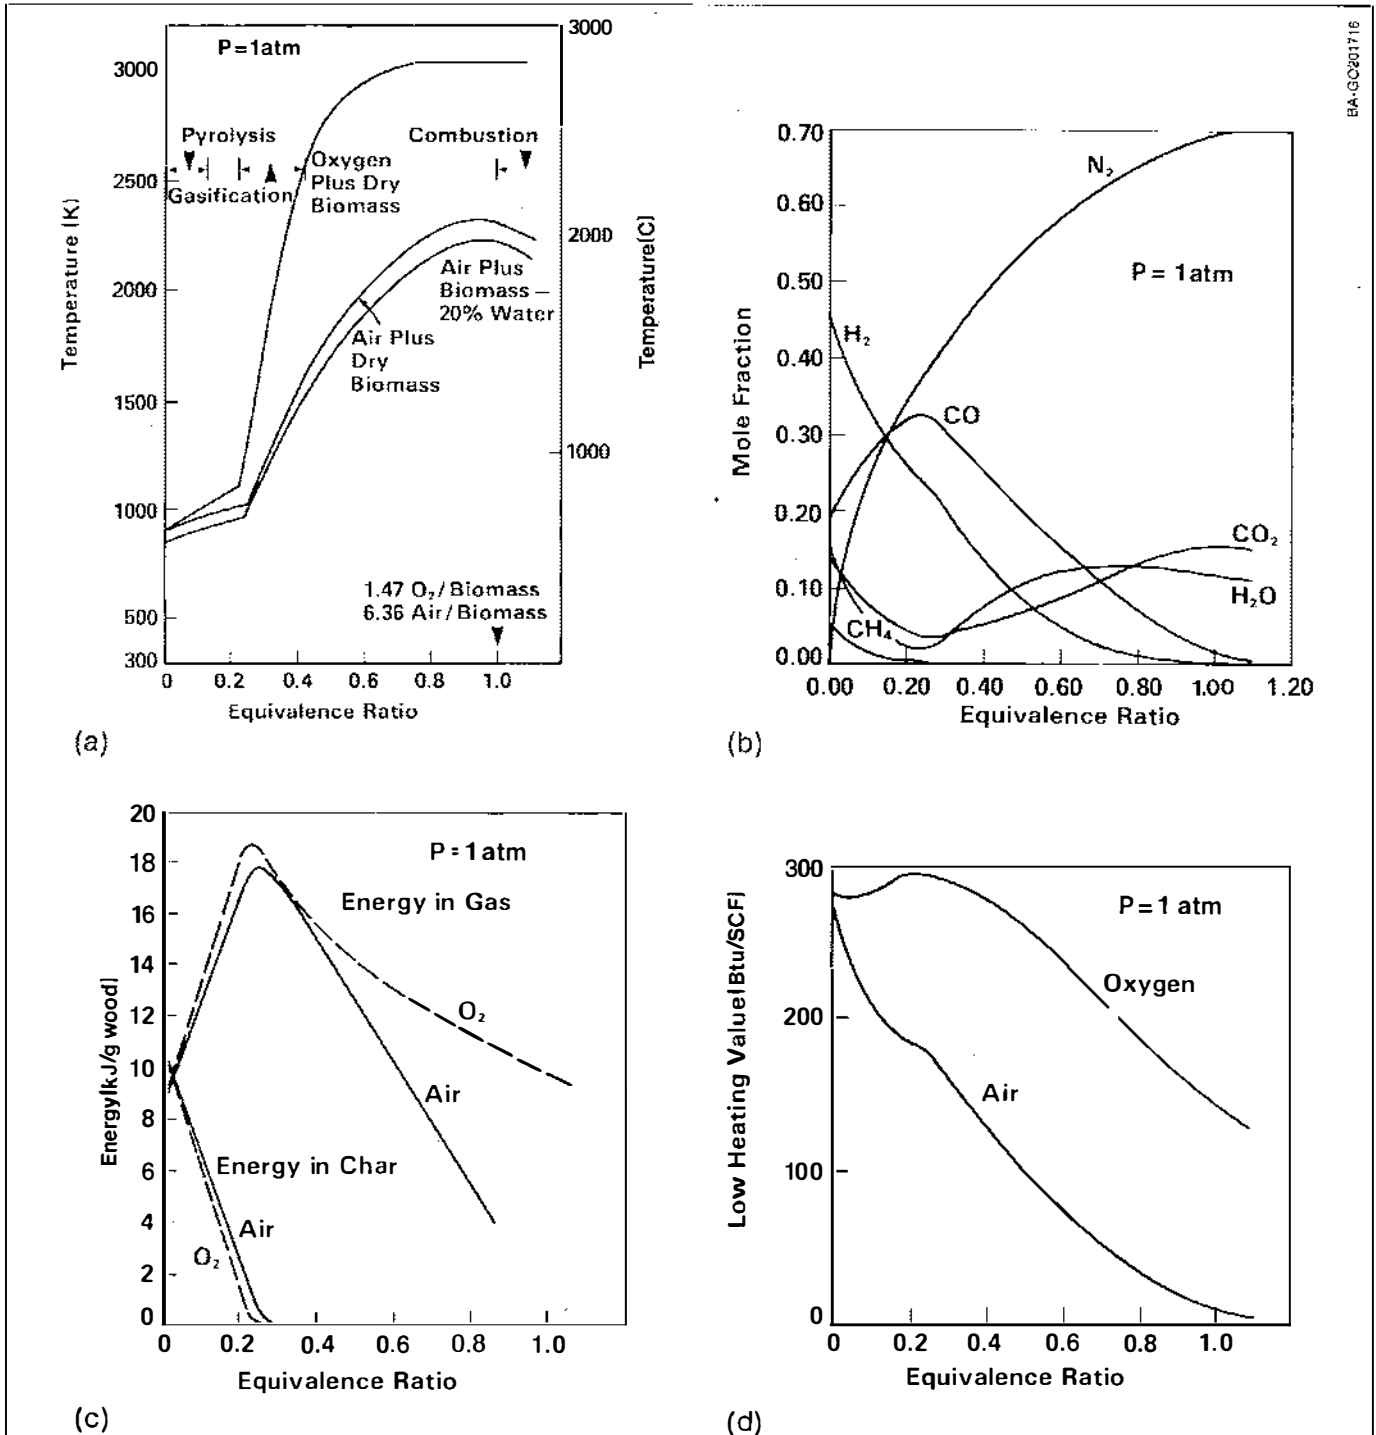 BA-GO201716
P=1atm
3000
2500
2000
1500
1000
500
300
Temperature (K)
3000
2000
1000
Temperature(C)
Pyrolysis
Gasification
Combustion
Oxygen
Plus Dry
Biomass
Air Plus
Biomass —
20% Water
Air Plus
Dry
Biomass
1.47 O₂/Biomass
6.36 Air/Biomass
0 0.2 0.4 0.6 0.8 1.0
Equivalence Ratio
(a)
0.70
0.60
0.50
0.40
0.30
0.20
0.10
0.00
Mole Fraction
N₂
P = 1atm
H₂
CO
CO₂
H₂O
CH₄
0.00 0.20 0.40 0.60 0.80 1.00 1.20
Equivalence Ratio
(b)
20
18
16
14
12
10
8
6
4
2
0
Energy(kJ/g wood)
P = 1atm
Energy in Gas
O₂
Air
Energy in Char
Air
O₂
0 0.2 0.4 0.6 0.8 1.0
Equivalence Ratio
(c)
300
200
100
0
Low Heating Value(Btu/SCF)
P = 1 atm
Oxygen
Air
0 0.2 0.4 0.6 0.8 1.0
Equivalence Ratio
(d)